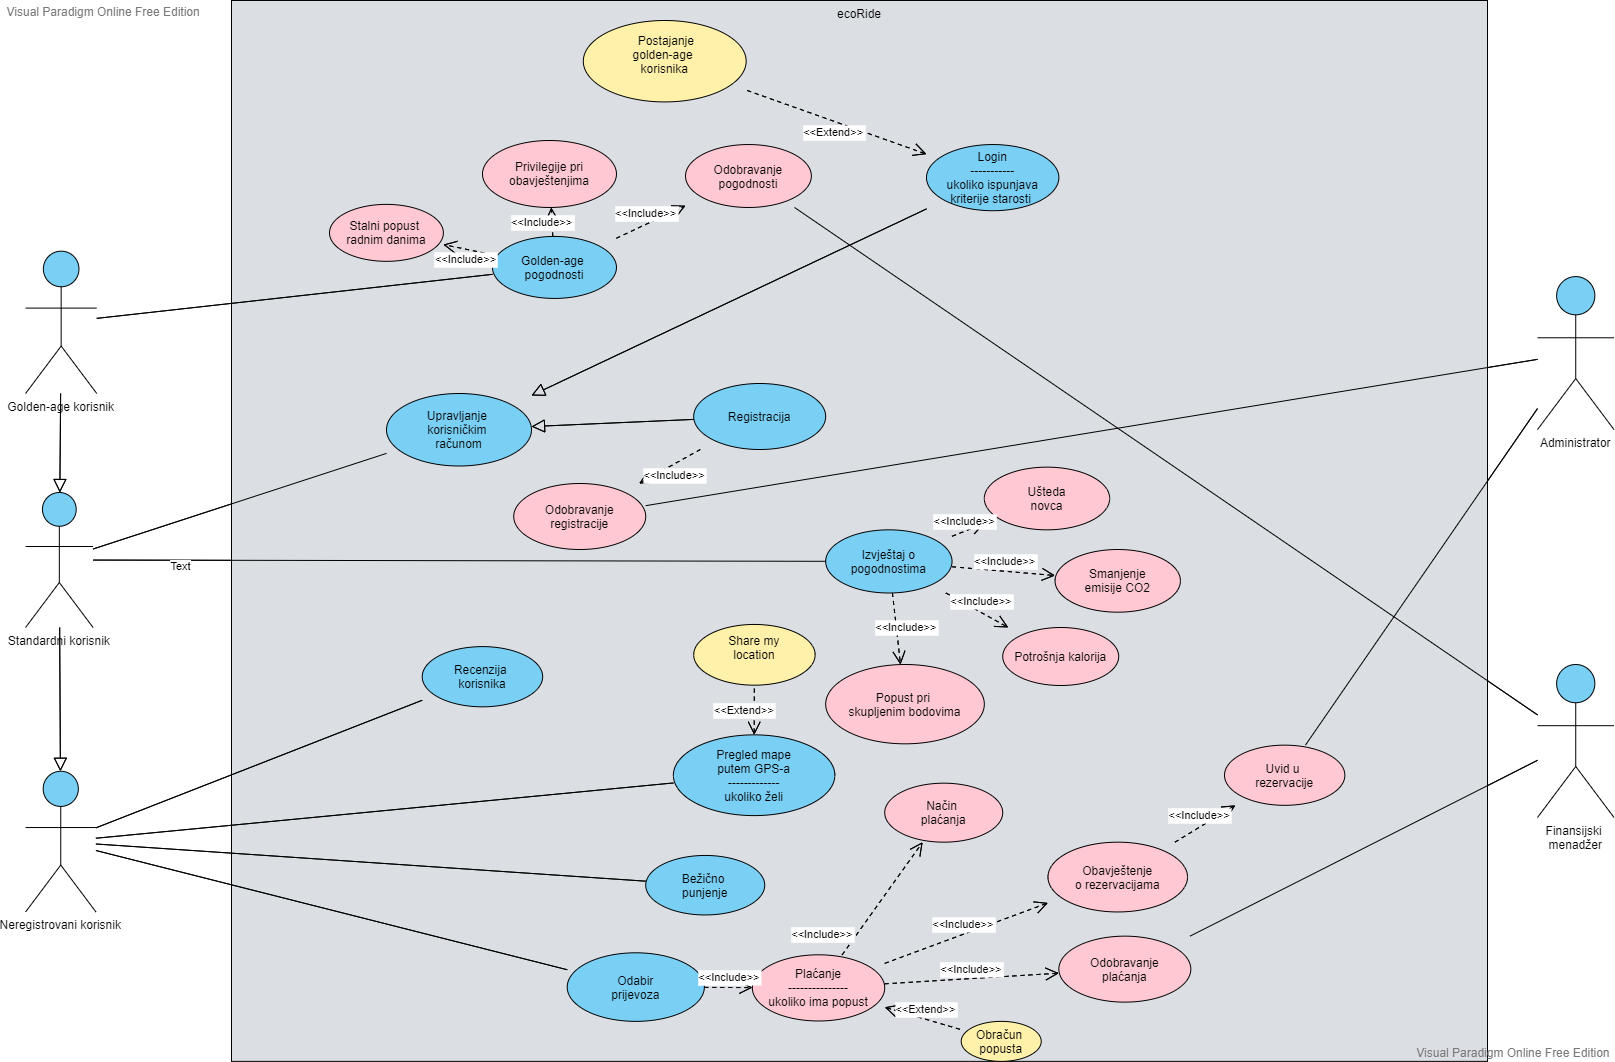 Visual Paradigm Online Free Edition
ecoRide
Postajanje
golden-age
korisnika
<<Extend>>
Login
-----------
ukoliko ispunjava
kriterije starosti
Privilegije pri
obavještenjima
Odobravanje
pogodnosti
<<Include>>
<<Include>>
Stalni popust
radnim danima
<<Include>>
Golden-age
pogodnosti
Golden-age korisnik
Upravljanje
korisničkim
računom
Registracija
<<Include>>
Administrator
Odobravanje
registracije
Ušteda
novca
<<Include>>
Izvještaj o
pogodnostima
<<Include>>
Smanjenje
emisije CO2
Text
<<Include>>
<<Include>>
Standardni korisnik
Share my
location
Potrošnja kalorija
Recenzija
korisnika
<<Extend>>
Popust pri
skupljenim bodovima
Pregled mape
putem GPS-a
-------------
ukoliko želi
Uvid u
rezervacije
Način
plaćanja
<<Include>>
Finansijski
menadžer
Bežično
punjenje
Obavještenje
o rezervacijama
Neregistrovani korisnik
<<Include>>
<<Include>>
Odabir
prijevoza
<<Include>>
Plaćanje
---------------
ukoliko ima popust
<<Include>>
Odobravanje
plaćanja
<<Extend>>
Obračun
popusta
Visual Paradigm Online Free Edition